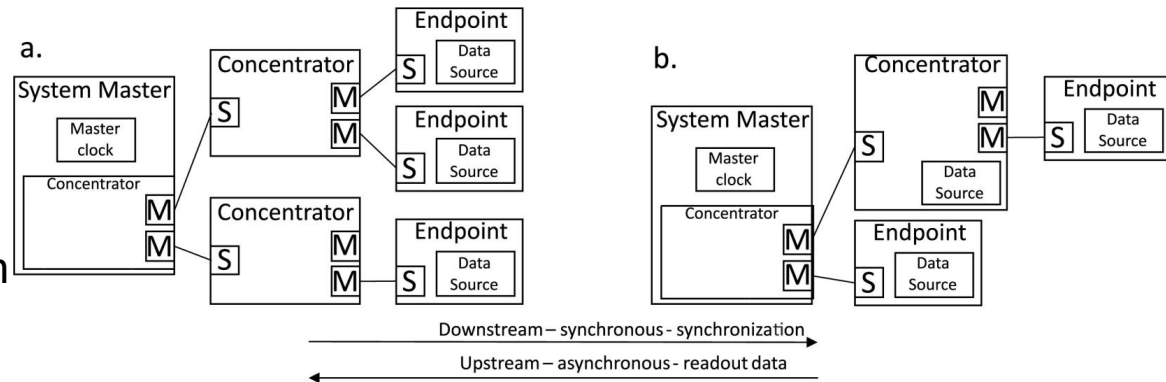 a.
System Master
Master
clock
Concentrator
M
M
Concentrator
S
M
M
Concentrator
S
M
M
Endpoint
S
Data
Source
Endpoint
S
Data
Source
Endpoint
S
Data
Source
b.
System Master
Master
clock
Concentrator
M
M
Concentrator
S
M
M
Data
Source
Endpoint
S
Data
Source
Endpoint
S
Data
Source
Downstream – synchronous - synchronization
Upstream – asynchronous - readout data